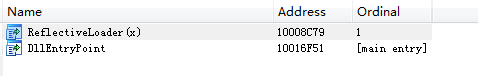 Name Address Ordinal
ReflectiveLoader(x) 10008C79 1
DllEntryPoint 10016F51 [main entry]